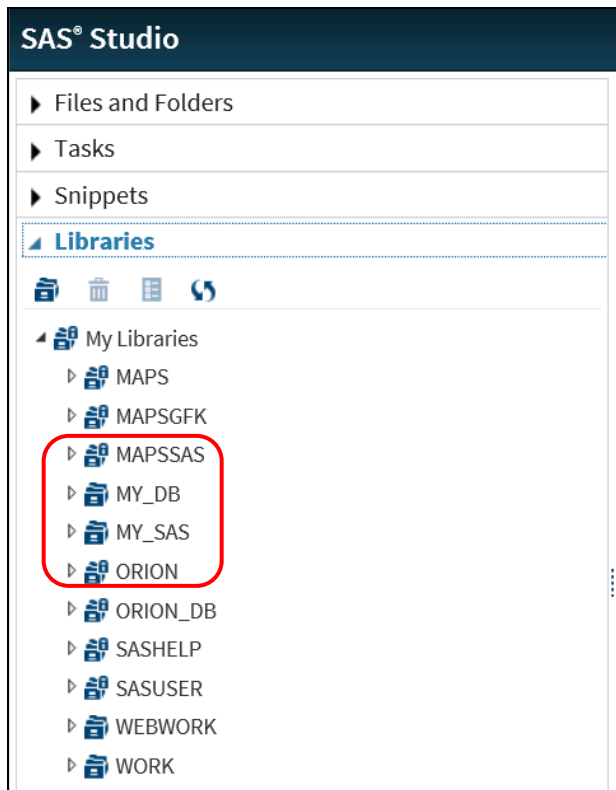 SAS® Studio
Files and Folders
Tasks
Snippets
Libraries
My Libraries
MAPS
MAPSGFK
MAPSSAS
MY_DB
MY_SAS
ORION
ORION_DB
SASHELP
SASUSER
WEBWORK
WORK